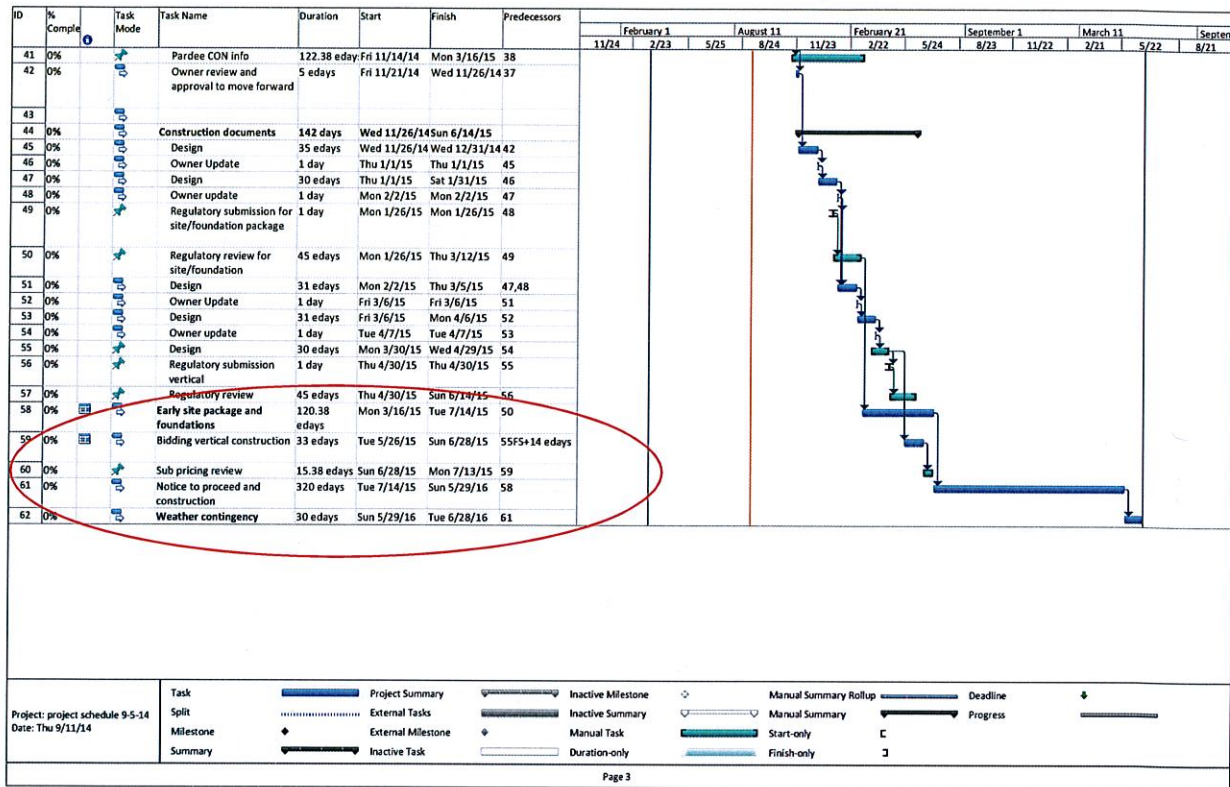 ID % Comple Task Mode Task Name Duration Start Finish Predecessors
February 1 August 11 February 21 September 1 March 11 Septen
11/24 2/23 5/25 8/24 11/23 2/22 5/24 8/23 11/22 2/21 5/22 8/21
41 0% Pardee CON info 122.38 eday: Fri 11/14/14 Mon 3/16/15 38
42 0% Owner review and 5 edays Fri 11/21/14 Wed 11/26/14 37
approval to move forward
43
44 0% Construction documents 142 days Wed 11/26/14 Sun 6/14/15
45 0% Design 35 edays Wed 11/26/14 Wed 12/31/14 42
46 0% Owner Update 1 day Thu 1/1/15 Thu 1/1/15 45
47 0% Design 30 edays Thu 1/1/15 Sat 1/31/15 46
48 0% Owner update 1 day Mon 2/2/15 Mon 2/2/15 47
49 0% Regulatory submission for 1 day Mon 1/26/15 Mon 1/26/15 48
site/foundation package
50 0% Regulatory review for 45 edays Mon 1/26/15 Thu 3/12/15 49
site/foundation
51 0% Design 31 edays Mon 2/2/15 Thu 3/5/15 47,48
52 0% Owner Update 1 day Fri 3/6/15 Fri 3/6/15 51
53 0% Design 31 edays Fri 3/6/15 Mon 4/6/15 52
54 0% Owner update 1 day Tue 4/7/15 Tue 4/7/15 53
55 0% Design 30 edays Mon 3/30/15 Wed 4/29/15 54
56 0% Regulatory submission 1 day Thu 4/30/15 Thu 4/30/15 55
vertical
57 0% Regulatory review 45 edays Thu 4/30/15 Sun 6/14/15 56
58 0% Early site package and 120.38 Mon 3/16/15 Tue 7/14/15 50
foundations edays
59 0% Bidding vertical construction 33 edays Tue 5/26/15 Sun 6/28/15 55FS+14 edays
60 0% Sub pricing review 15.38 edays Sun 6/28/15 Mon 7/13/15 59
61 0% Notice to proceed and 320 edays Tue 7/14/15 Sun 5/29/16 58
construction
62 0% Weather contingency 30 edays Sun 5/29/16 Tue 6/28/16 61
Project: project schedule 9-5-14
Date: Thu 9/11/14
Task Project Summary Inactive Milestone Manual Summary Rollup Deadline
Split External Tasks Inactive Summary Manual Summary Progress
Milestone External Milestone Manual Task Start-only
Summary Inactive Task Duration-only Finish-only
Page 3